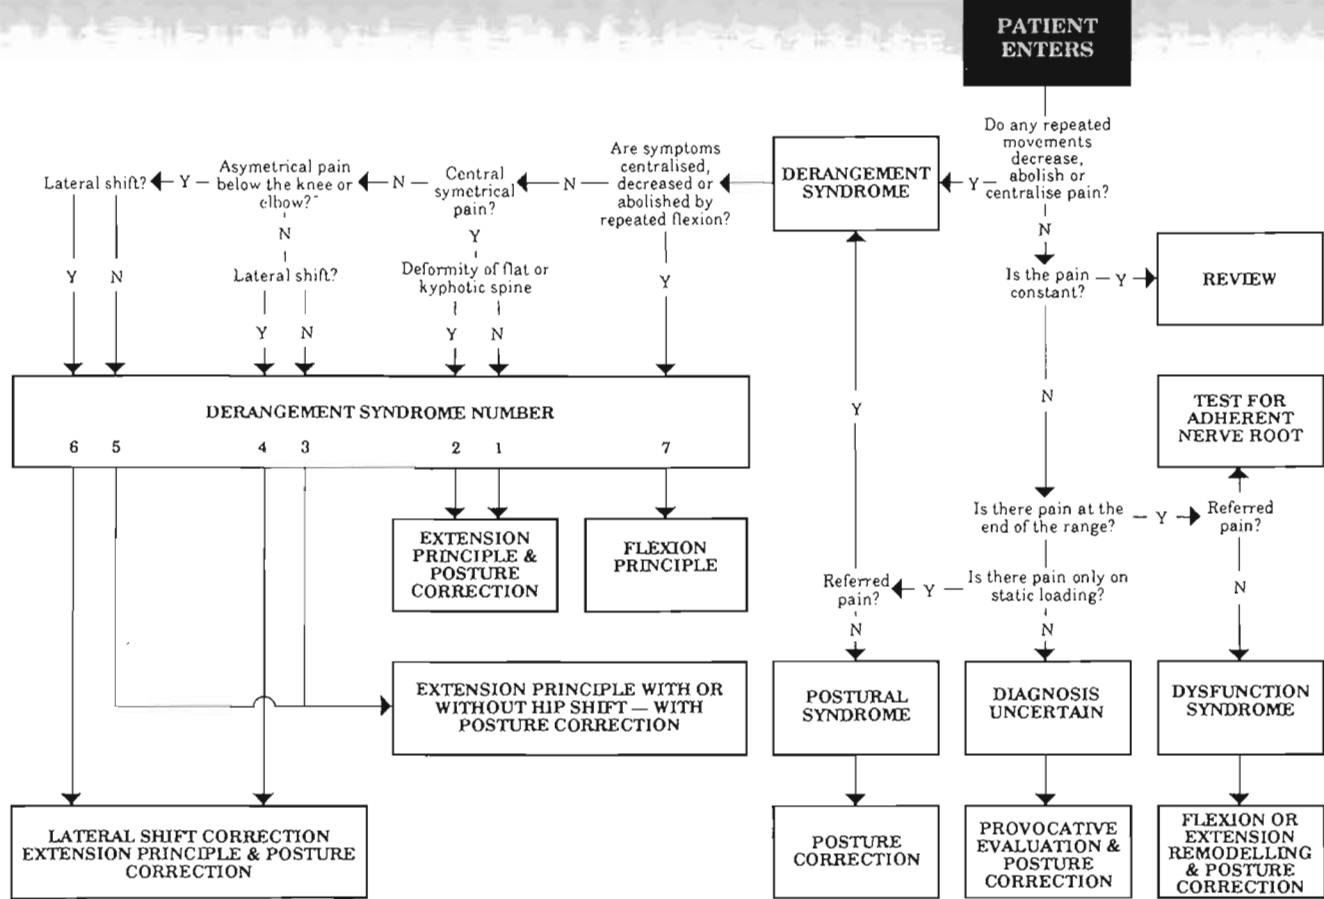 PATIENT
ENTERS
Do any repeated
movements
decrease,
abolish or
centralise pain?
Y
N
DERANGEMENT
SYNDROME
Are symptoms
centralised,
decreased or
abolished by
repeated flexion?
N
Y
Central
symetrical
pain?
N
Y
Asymetrical pain
below the knee or
elbow?
Y
N
Lateral shift?
Y
N
Lateral shift?
Y
N
Deformity of flat or
kyphotic spine
Y
N
Is the pain
constant?
Y
N
REVIEW
DERANGEMENT SYNDROME NUMBER
6 5 4 3 2 1 7
TEST FOR
ADHERENT
NERVE ROOT
Is there pain at the
end of the range?
Y
Referred
pain?
N
Is there pain only on
static loading?
Y
N
Referred
pain?
Y
N
EXTENSION
PRINCIPLE &
POSTURE
CORRECTION
FLEXION
PRINCIPLE
EXTENSION PRINCIPLE WITH OR
WITHOUT HIP SHIFT — WITH
POSTURE CORRECTION
POSTURAL
SYNDROME
DIAGNOSIS
UNCERTAIN
DYSFUNCTION
SYNDROME
LATERAL SHIFT CORRECTION
EXTENSION PRINCIPLE & POSTURE
CORRECTION
POSTURE
CORRECTION
PROVOCATIVE
EVALUATION &
POSTURE
CORRECTION
FLEXION OR
EXTENSION
REMODELLING
& POSTURE
CORRECTION